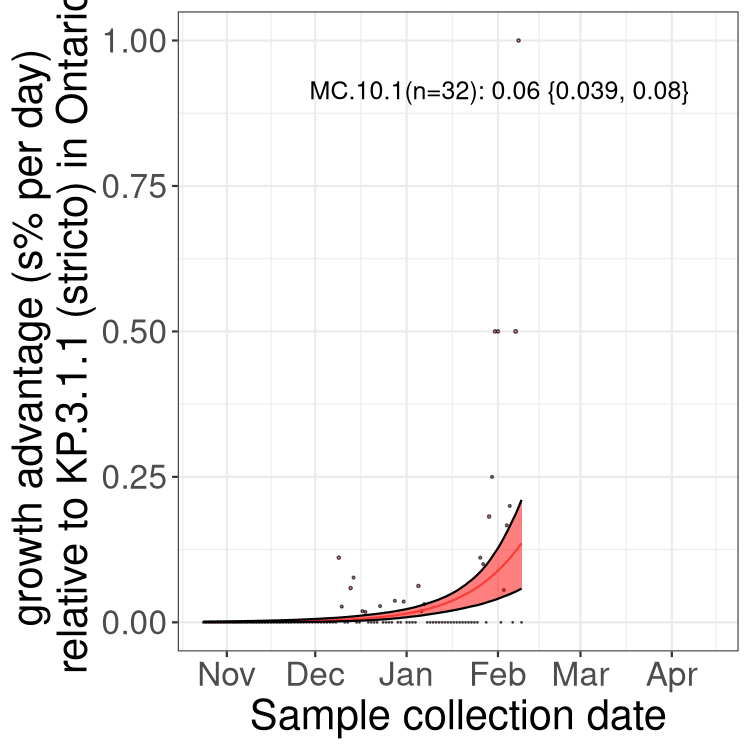 growth advantage (s% per day)
relative to KP.3.1.1 (stricto) in Ontario
1.00
0.75
0.50
0.25
0.00
MC.10.1(n=32): 0.06 {0.039, 0.08}
Nov Dec Jan Feb Mar Apr
Sample collection date